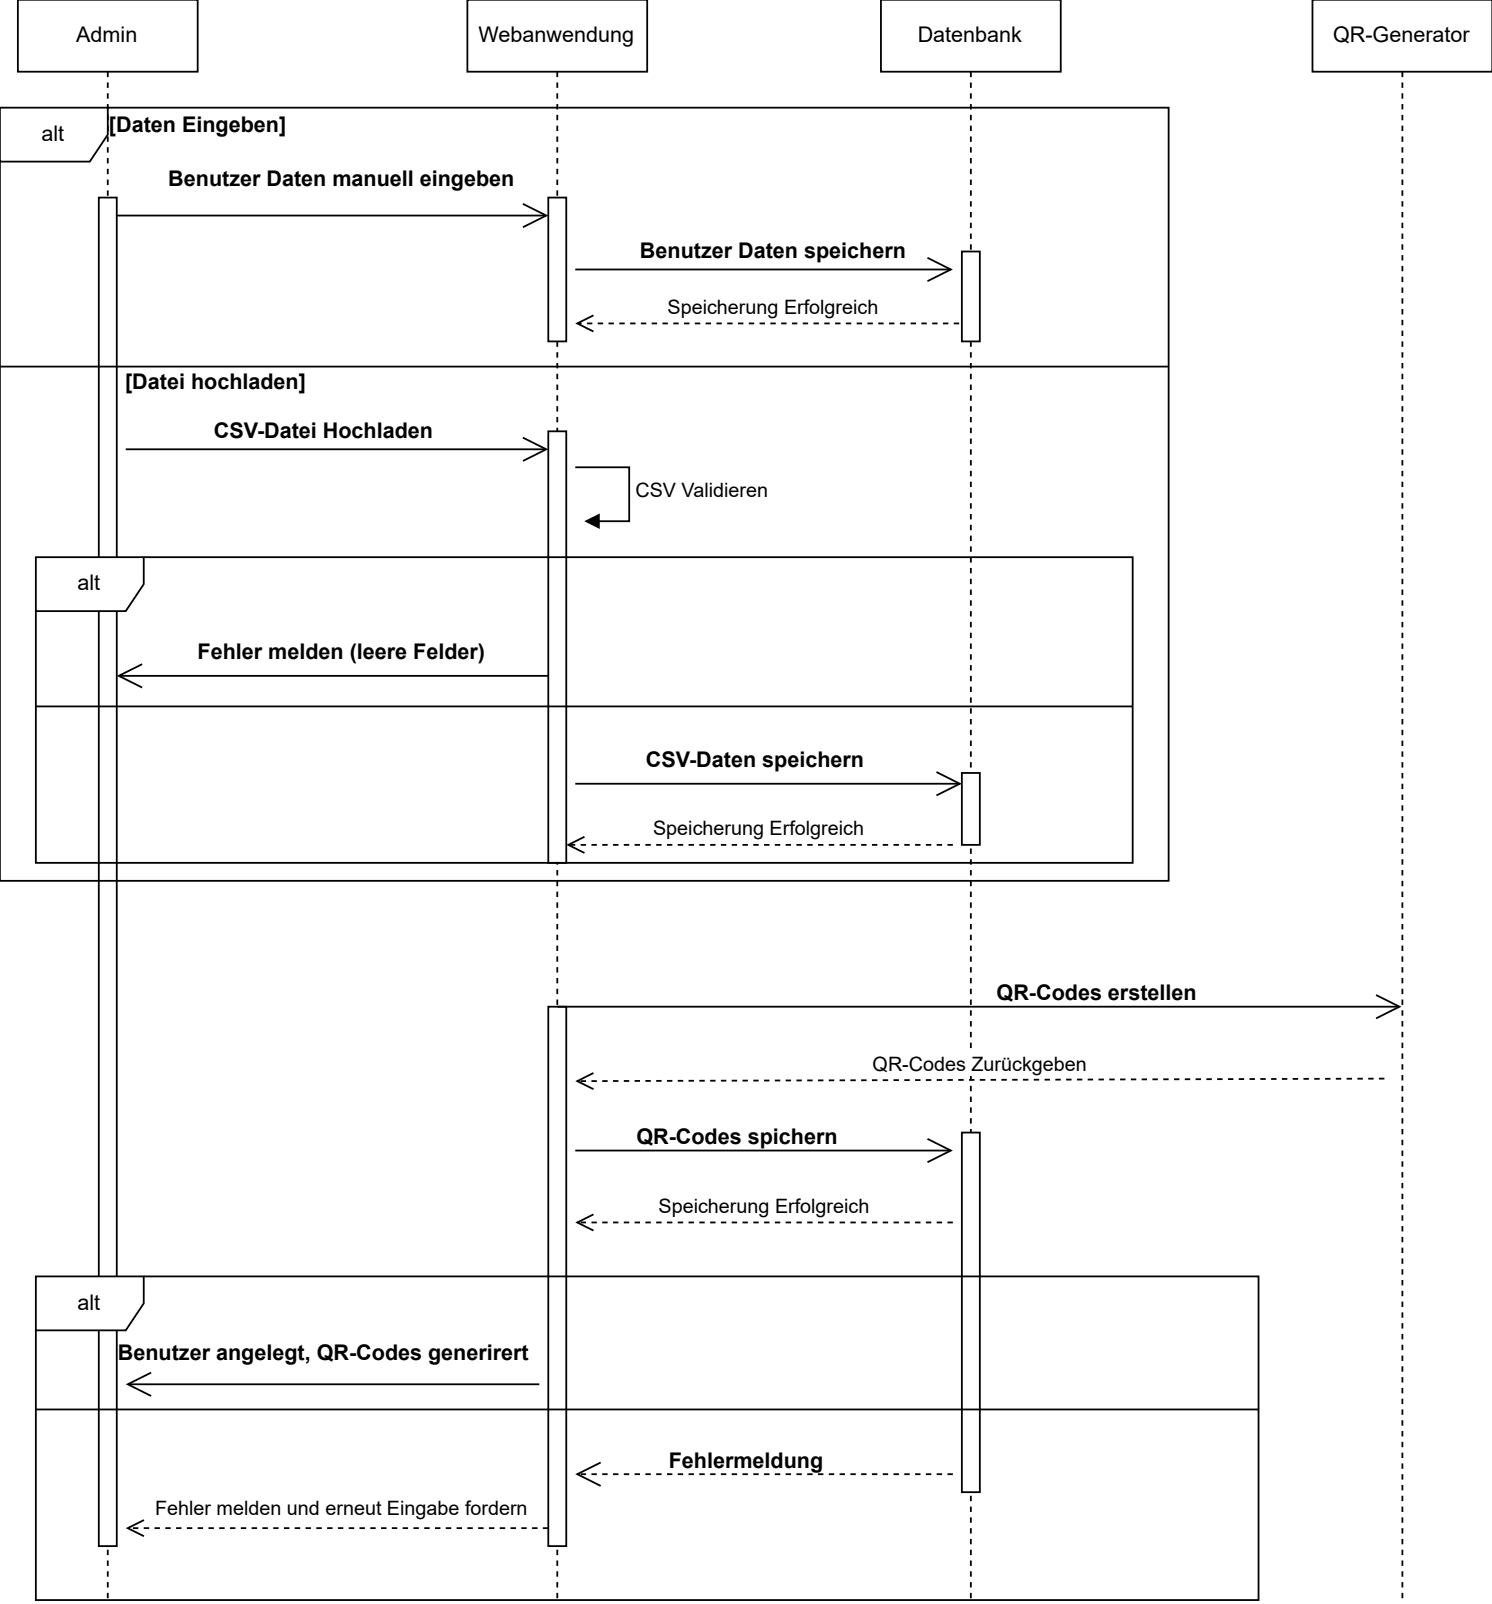 Admin
Webanwendung
Datenbank
QR-Generator
alt
[Daten Eingeben]
Benutzer Daten manuell eingeben
Benutzer Daten speichern
Speicherung Erfolgreich
[Datei hochladen]
CSV-Datei Hochladen
CSV Validieren
alt
Fehler melden (leere Felder)
CSV-Daten speichern
Speicherung Erfolgreich
QR-Codes erstellen
QR-Codes Zurückgeben
QR-Codes spichern
Speicherung Erfolgreich
alt
Benutzer angelegt, QR-Codes generirert
Fehlermeldung
Fehler melden und erneut Eingabe fordern